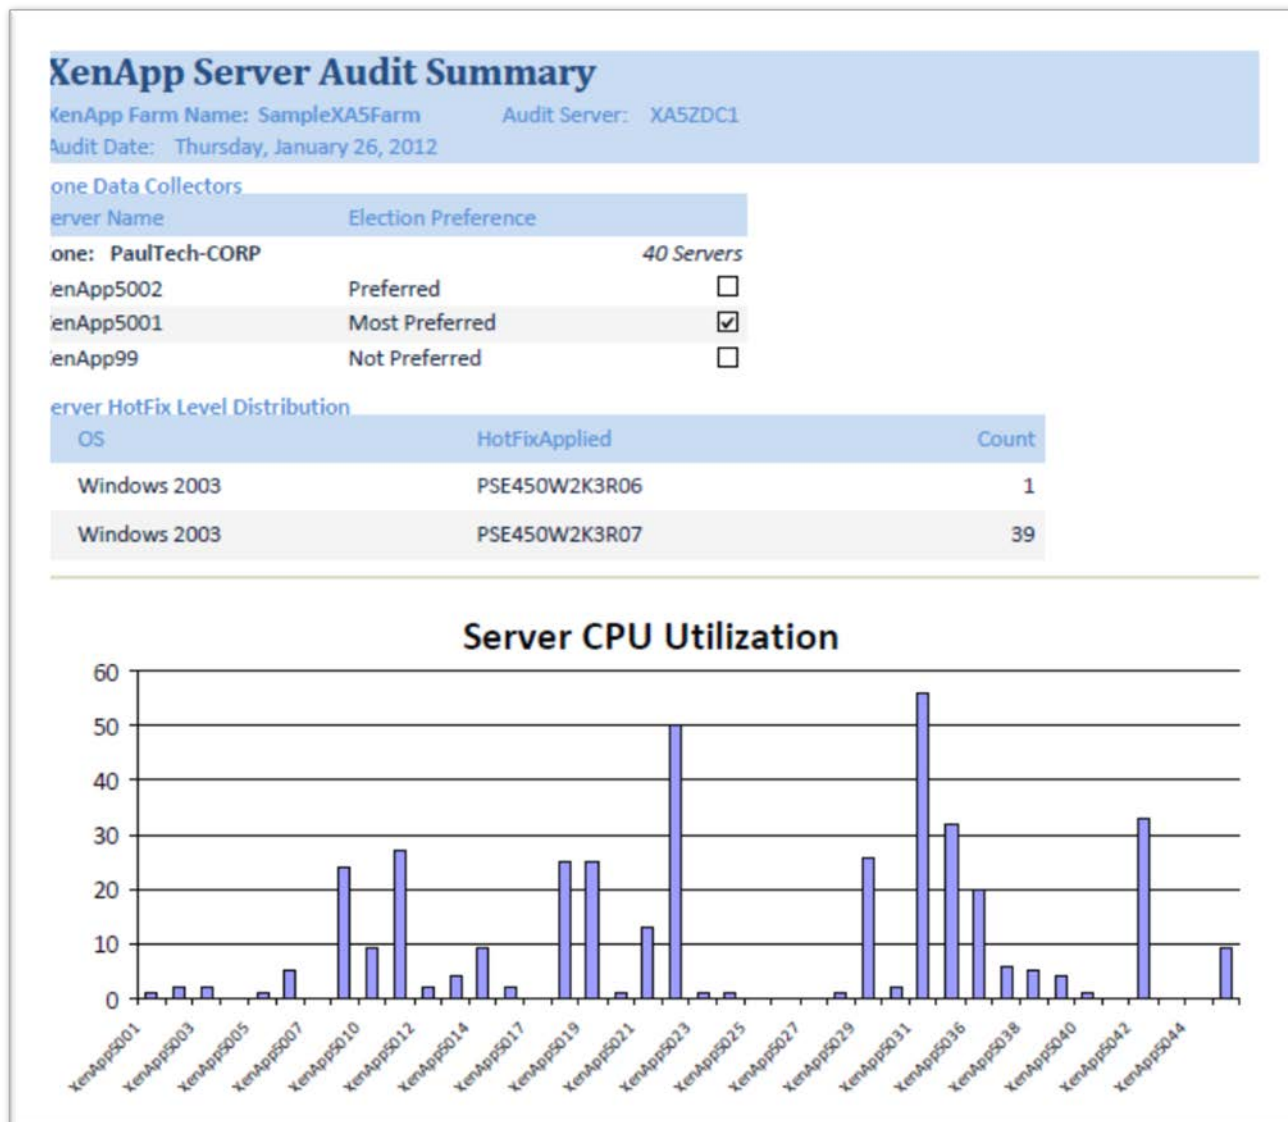 XenApp Server Audit Summary
XenApp Farm Name: SampleXA5Farm Audit Server: XA5ZDC1
Audit Date: Thursday, January 26, 2012
one Data Collectors
erver Name Election Preference
one: PaulTech-CORP 40 Servers
enApp5002 Preferred
enApp5001 Most Preferred
enApp99 Not Preferred
erver HotFix Level Distribution
OS HotFixApplied Count
Windows 2003 PSE450W2K3R06 1
Windows 2003 PSE450W2K3R07 39
Server CPU Utilization
60
50
40
30
20
10
0
XenApp5001 XenApp5003 XenApp5005 XenApp5007 XenApp5010 XenApp5012 XenApp5014 XenApp5017 XenApp5019 XenApp5021 XenApp5023 XenApp5025 XenApp5027 XenApp5029 XenApp5031 XenApp5036 XenApp5038 XenApp5040 XenApp5042 XenApp5044